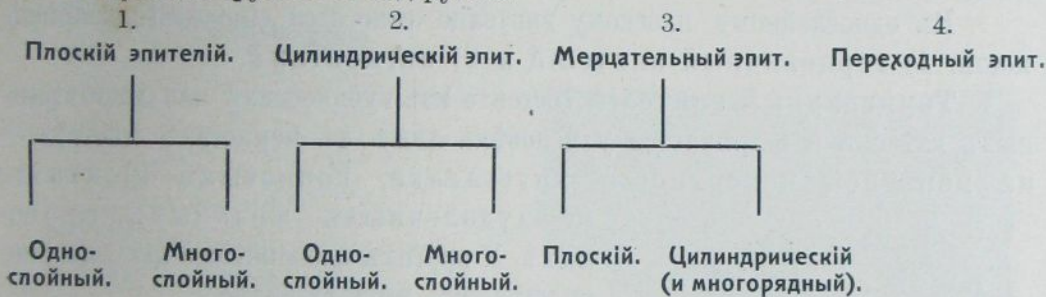 1. 2. 3. 4.
Плоскій эпителій. Цилиндрическій эпит. Мерцательный эпит. Переходный эпит.
Одно- Много- Одно- Много- Плоскій. Цилиндрическій
слойный. слойный. слойный. слойный. (и многорядный).